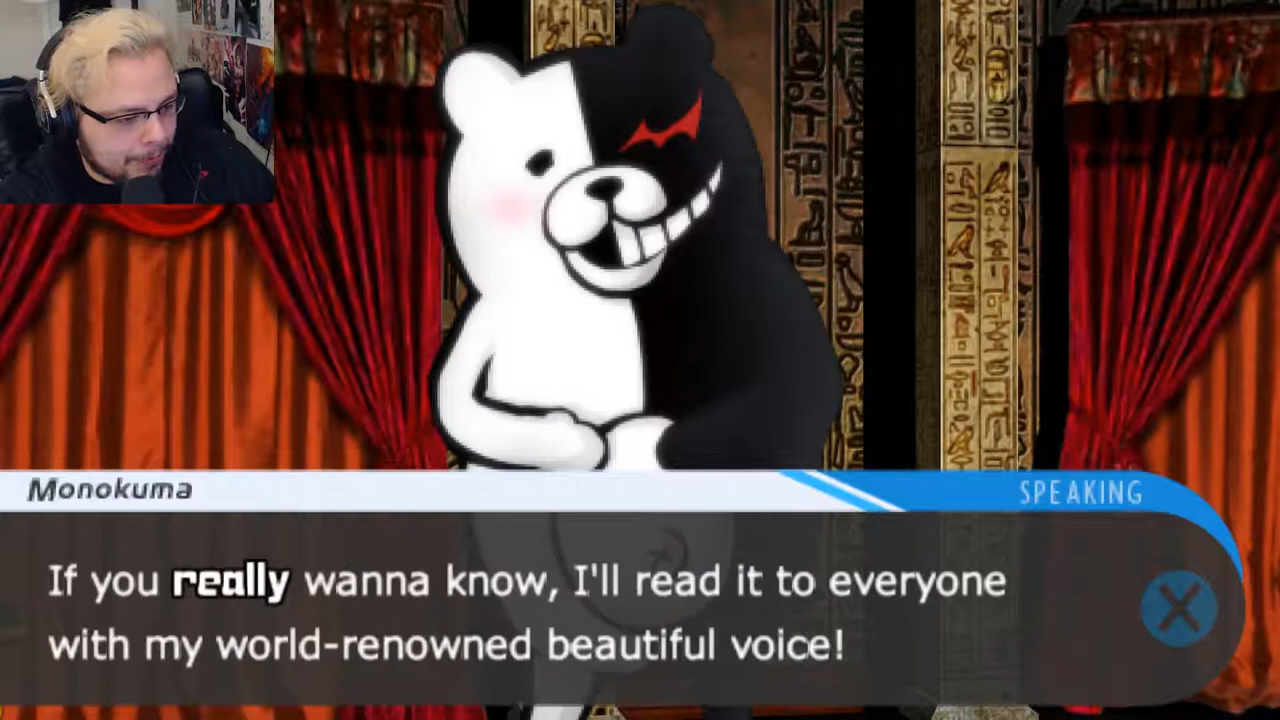 Monokuma
SPEAKING
If you really wanna know, I'll read it to everyone
with my world-renowned beautiful voice!